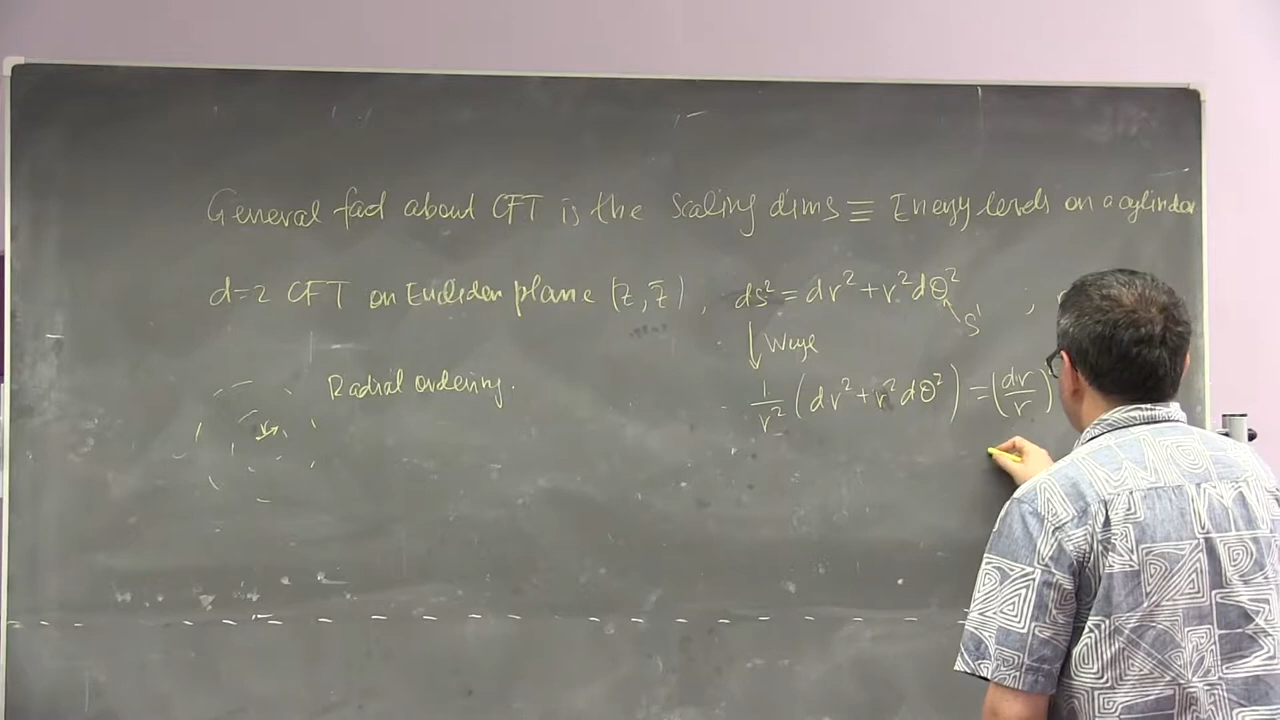 General fact about CFT is the scaling dims ≡ Energy levels on a cylinder
d=2 CFT on Euclidean plane (z, z̄), ds² = dr² + r²dθ²,
S¹
Weyl
Radial ordering.
1/r² (dr² + r²dθ²) = (dr/r)